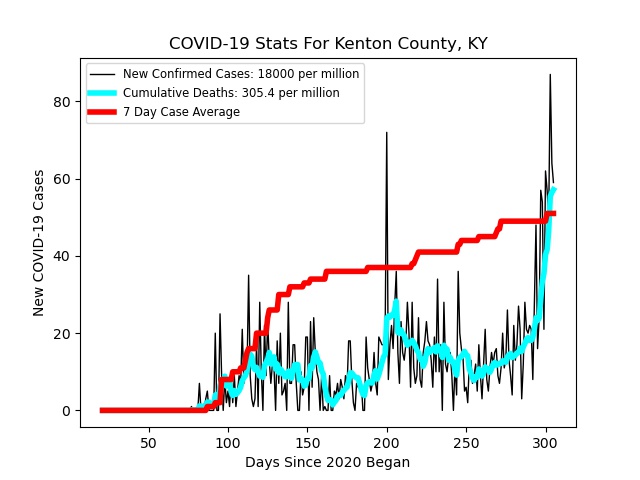 COVID-19 Stats For Kenton County, KY
New Confirmed Cases: 18000 per million
Cumulative Deaths: 305.4 per million
7 Day Case Average
80
60
40
20
0
New COVID-19 Cases
50 100 150 200 250 300
Days Since 2020 Began